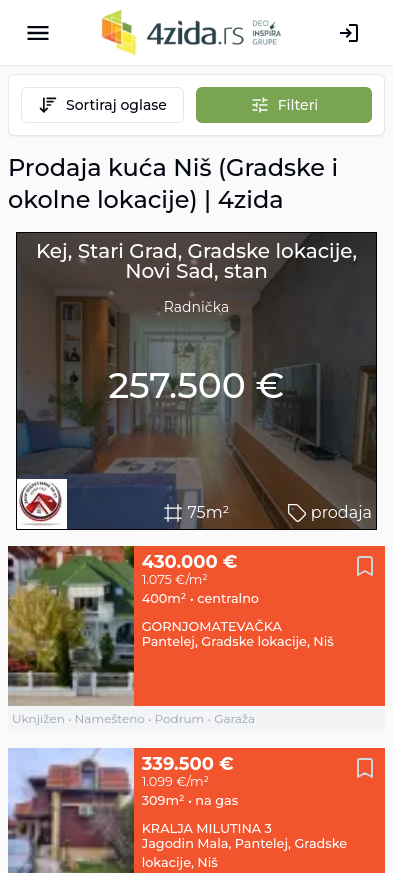 4zida.rs DEO INSPIRA GRUPE
Sortiraj oglase
Filteri
Prodaja kuća Niš (Gradske i
okolne lokacije) | 4zida
Kej, Stari Grad, Gradske lokacije,
Novi Sad, stan
Radnička
257.500 €
75m²
prodaja
430.000 €
1.075 €/m²
400m² • centralno
GORNJOMATEVAČKA
Pantelej, Gradske lokacije, Niš
Uknjižen • Namešteno • Podrum • Garaža
339.500 €
1.099 €/m²
309m² • na gas
KRALJA MILUTINA 3
Jagodin Mala, Pantelej, Gradske
lokacije, Niš